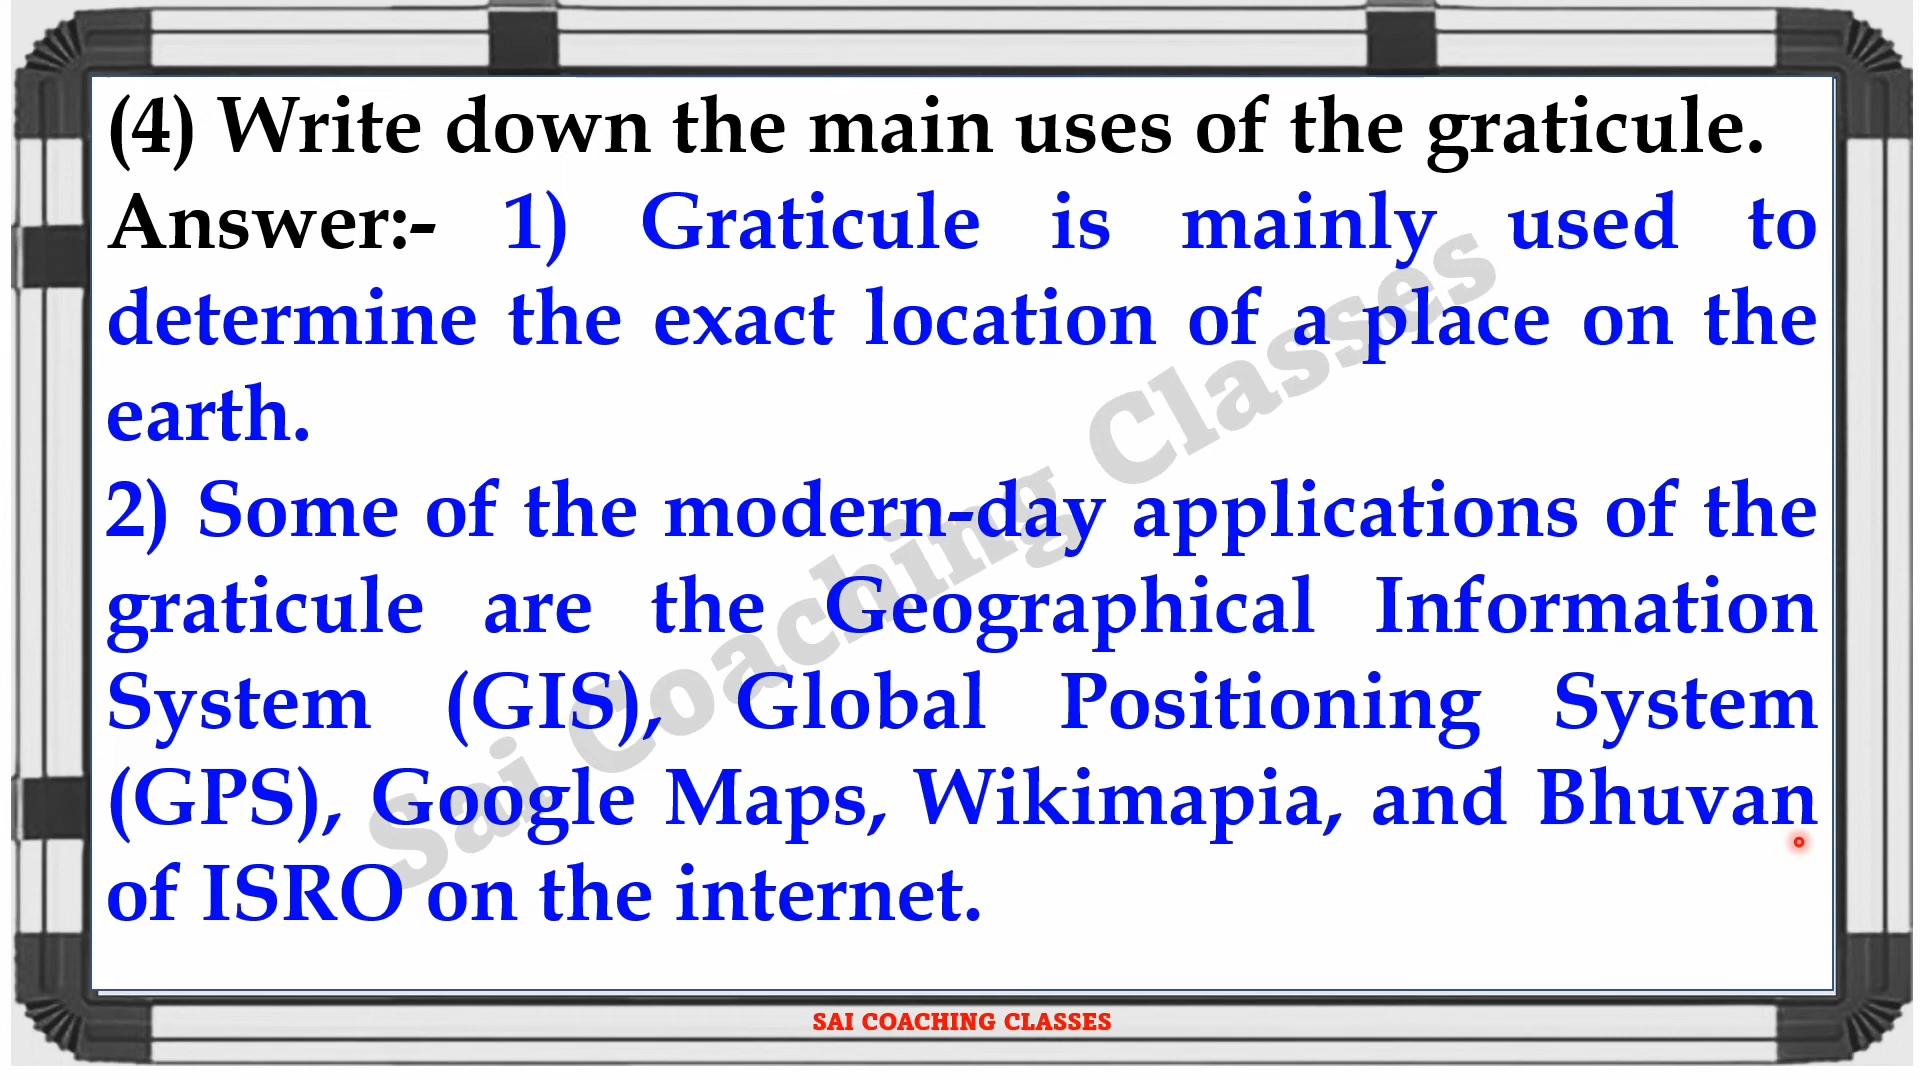 (4) Write down the main uses of the graticule.
Answer:- 1) Graticule is mainly used to
determine the exact location of a place on the
earth.
2) Some of the modern-day applications of the
graticule are the Geographical Information
System (GIS), Global Positioning System
(GPS), Google Maps, Wikimapia, and Bhuvan
of ISRO on the internet.
Sai Coaching Classes
SAI COACHING CLASSES